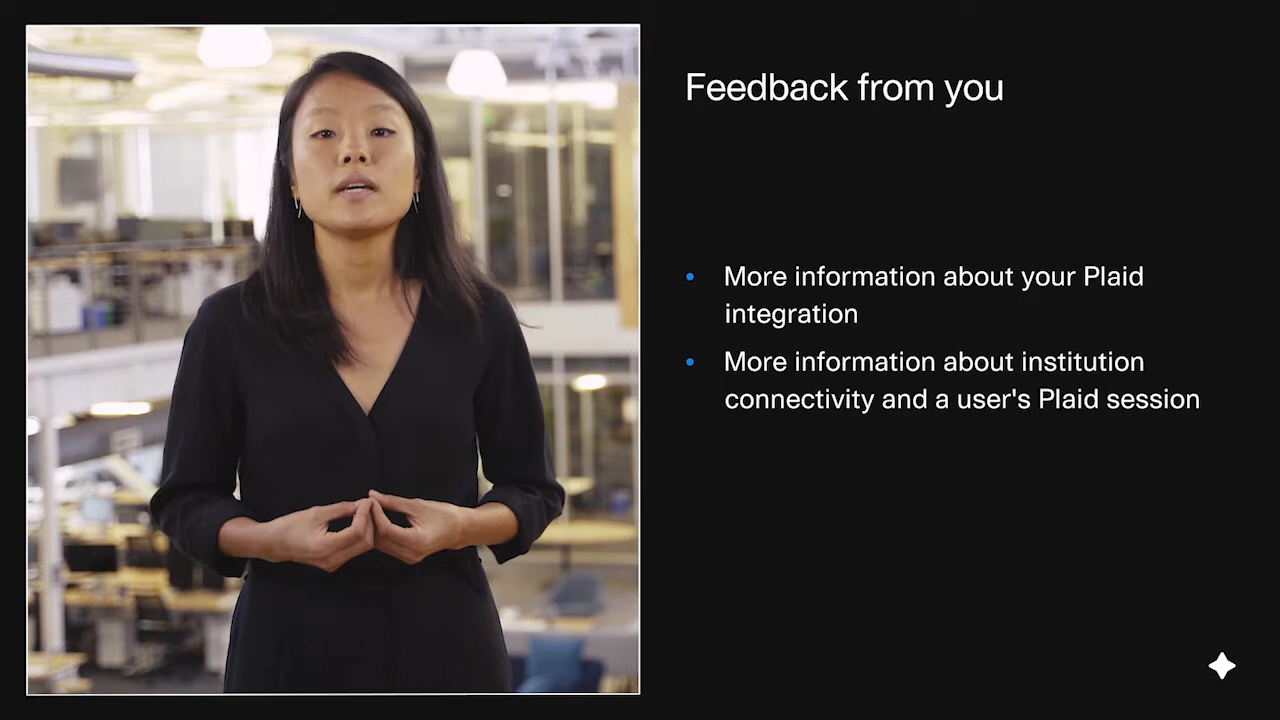 Feedback from you
More information about your Plaid
integration
More information about institution
connectivity and a user's Plaid session